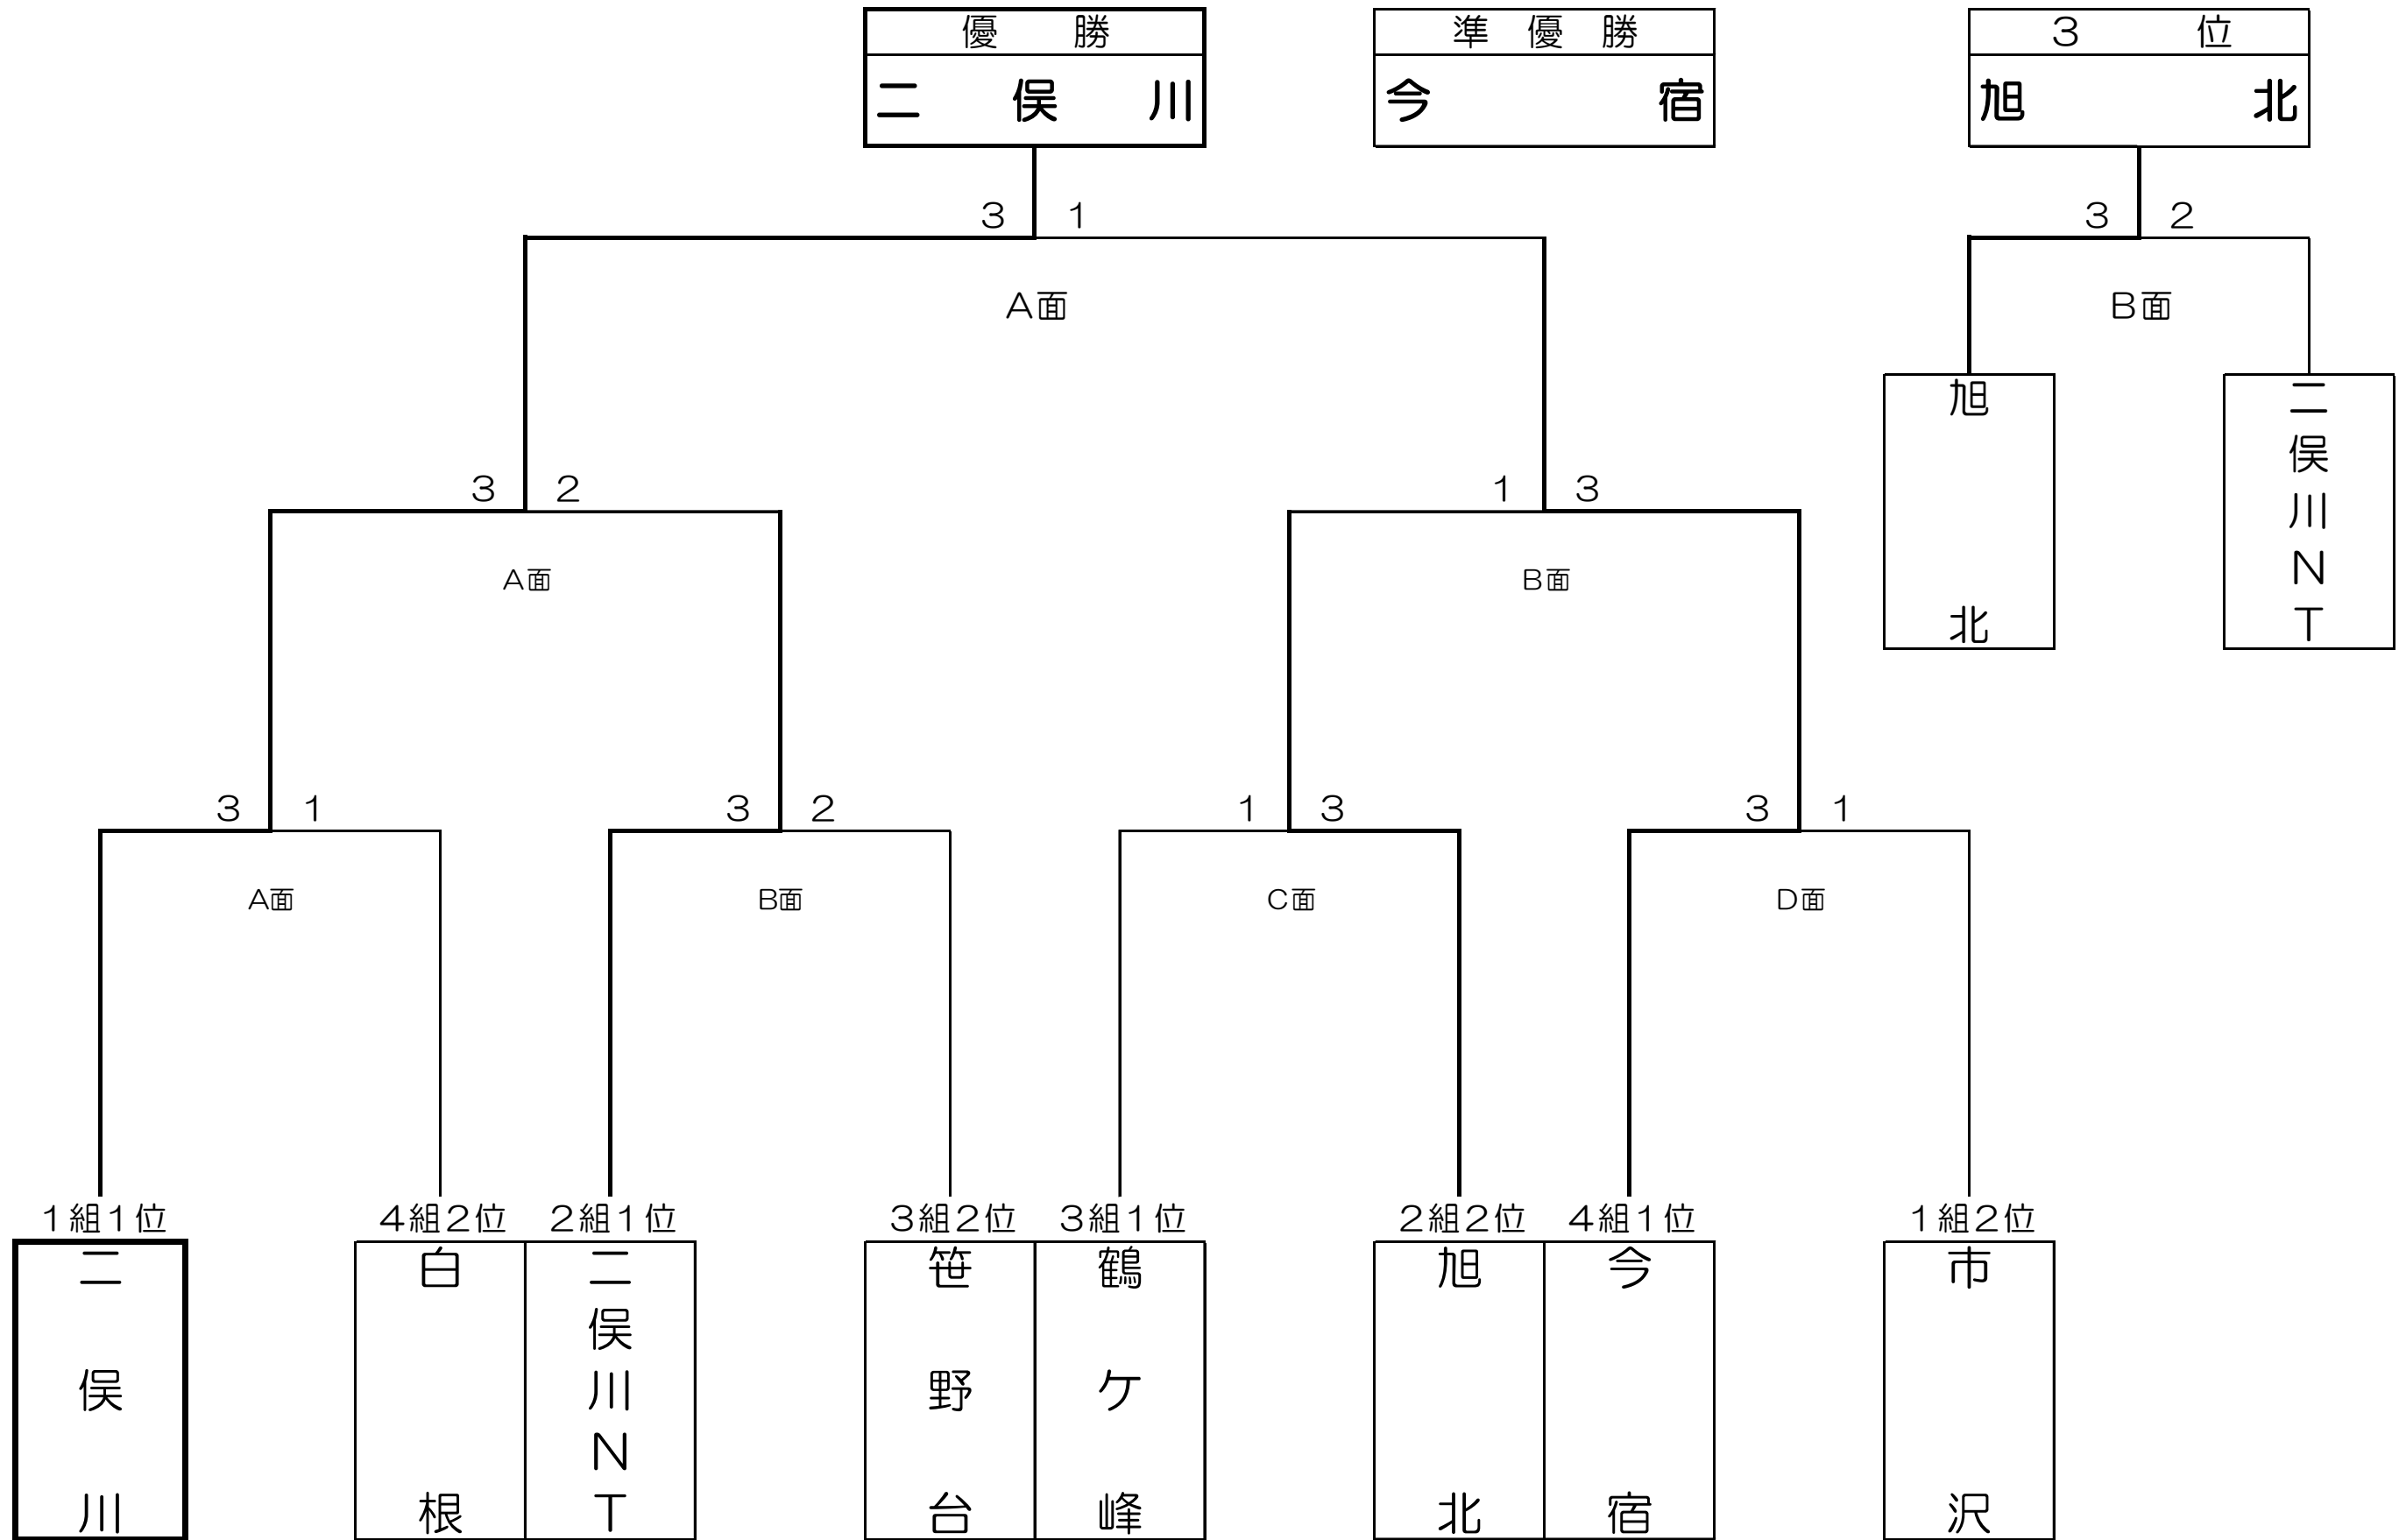 優 勝 準 優 勝 3 位
二 俣 川 今 宿 旭 北
3 1 3 2
A面 B面
旭北 二俣川NT
3 2 1 3
A面 B面
3 1 3 2 1 3 3 1
A面 B面 C面 D面
1組1位 4組2位 2組1位 3組2位 3組1位 2組2位 4組1位 1組2位
二俣川 白根 二俣川NT 笹野台 鶴ケ峰 旭北 今宿 市沢